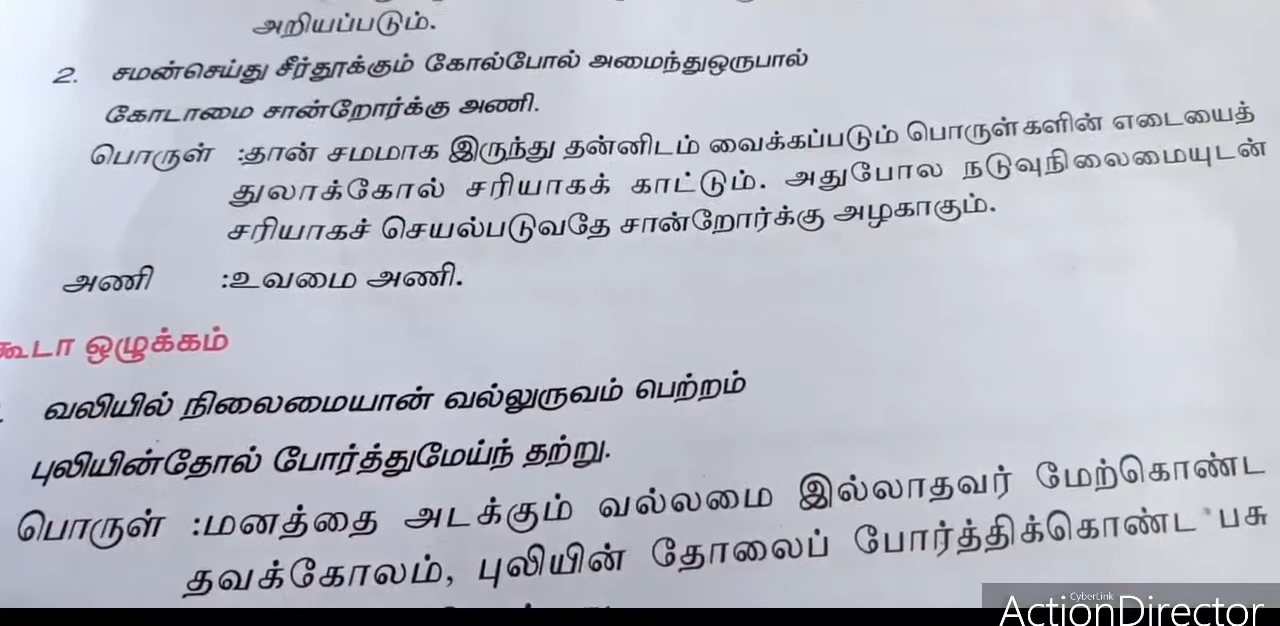 அறியப்படும்.
2. சமன்செய்து சீர்தூக்கும் கோல்போல் அமைந்துஒருபால்
கோடாமை சான்றோர்க்கு அணி.
பொருள் :தான் சமமாக இருந்து தன்னிடம் வைக்கப்படும் பொருள்களின் எடையைத்
துலாக்கோல் சரியாகக் காட்டும். அதுபோல நடுவுநிலைமையுடன்
சரியாகச் செயல்படுவதே சான்றோர்க்கு அழகாகும்.
அணி :உவமை அணி.
கூடா ஒழுக்கம்
வலியில் நிலைமையான் வல்லுருவம் பெற்றம்
புலியின்தோல் போர்த்துமேய்ந் தற்று.
பொருள் :மனத்தை அடக்கும் வல்லமை இல்லாதவர் மேற்கொண்ட
தவக்கோலம், புலியின் தோலைப் போர்த்திக்கொண்ட பசு
CyberLink
ActionDirector